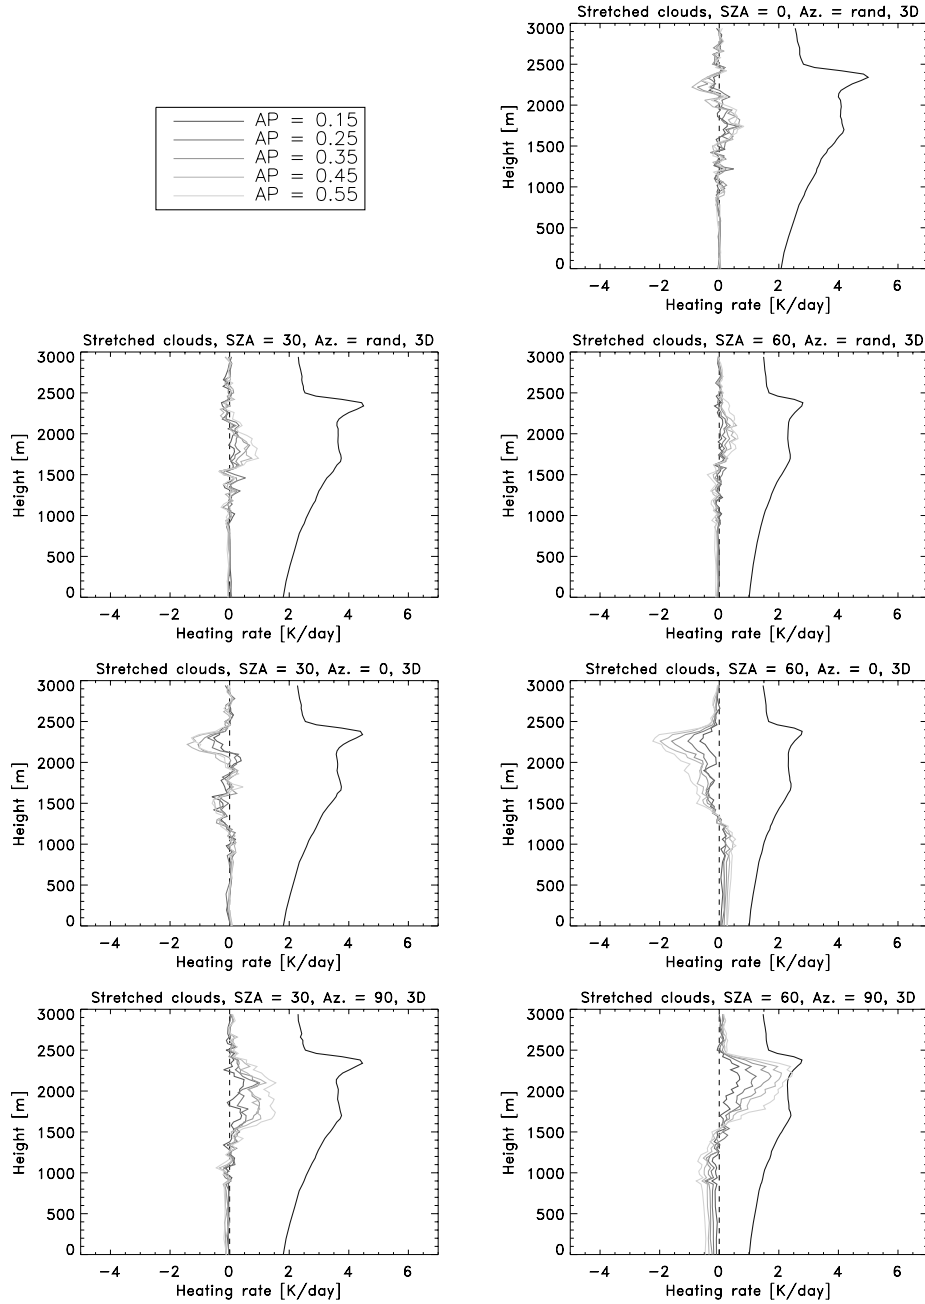 Stretched clouds, SZA = 0, Az. = rand, 3D
3000
2500
2000
1500
1000
500
0
Height [m]
−4 −2 0 2 4 6
Heating rate [K/day]
AP = 0.15
AP = 0.25
AP = 0.35
AP = 0.45
AP = 0.55
Stretched clouds, SZA = 30, Az. = rand, 3D
3000
2500
2000
1500
1000
500
0
Height [m]
−4 −2 0 2 4 6
Heating rate [K/day]
Stretched clouds, SZA = 60, Az. = rand, 3D
3000
2500
2000
1500
1000
500
0
Height [m]
−4 −2 0 2 4 6
Heating rate [K/day]
Stretched clouds, SZA = 30, Az. = 0, 3D
3000
2500
2000
1500
1000
500
0
Height [m]
−4 −2 0 2 4 6
Heating rate [K/day]
Stretched clouds, SZA = 60, Az. = 0, 3D
3000
2500
2000
1500
1000
500
0
Height [m]
−4 −2 0 2 4 6
Heating rate [K/day]
Stretched clouds, SZA = 30, Az. = 90, 3D
3000
2500
2000
1500
1000
500
0
Height [m]
−4 −2 0 2 4 6
Heating rate [K/day]
Stretched clouds, SZA = 60, Az. = 90, 3D
3000
2500
2000
1500
1000
500
0
Height [m]
−4 −2 0 2 4 6
Heating rate [K/day]